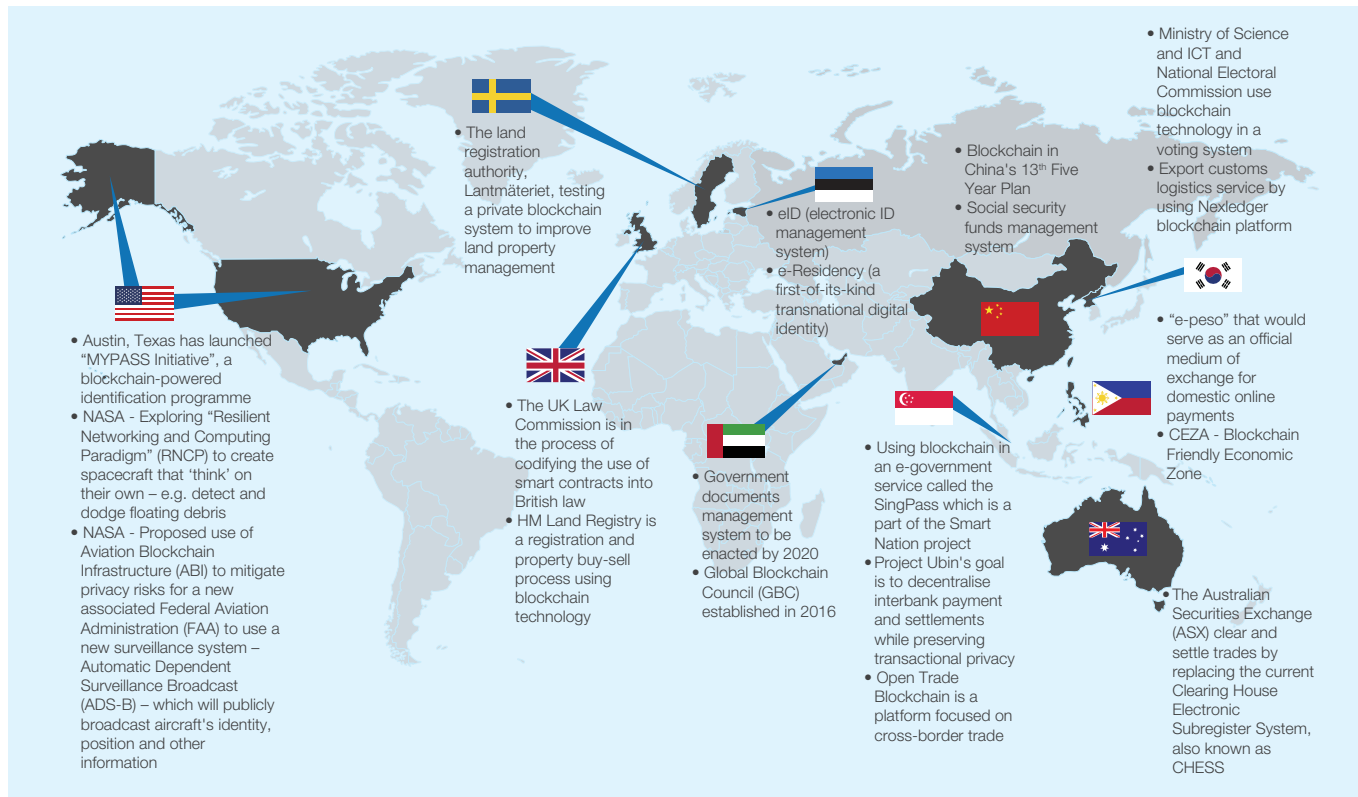 • The land
registration
authority,
Lantmäteriet, testing
a private blockchain
system to improve
land property
management
• eID (electronic ID
management
system)
• e-Residency (a
first-of-its-kind
transnational digital
identity)
• Blockchain in
China's 13th Five
Year Plan
• Social security
funds management
system
• Ministry of Science
and ICT and
National Electoral
Commission use
blockchain
technology in a
voting system
• Export customs
logistics service by
using Nexledger
blockchain platform
• Austin, Texas has launched
“MYPASS Initiative”, a
blockchain-powered
identification programme
• NASA - Exploring “Resilient
Networking and Computing
Paradigm” (RNCP) to create
spacecraft that ‘think’ on
their own – e.g. detect and
dodge floating debris
• NASA - Proposed use of
Aviation Blockchain
Infrastructure (ABI) to mitigate
privacy risks for a new
associated Federal Aviation
Administration (FAA) to use a
new surveillance system –
Automatic Dependent
Surveillance Broadcast
(ADS-B) – which will publicly
broadcast aircraft's identity,
position and other
information
• The UK Law
Commission is in
the process of
codifying the use of
smart contracts into
British law
• HM Land Registry is
a registration and
property buy-sell
process using
blockchain
technology
• Government
documents
management
system to be
enacted by 2020
• Global Blockchain
Council (GBC)
established in 2016
• Using blockchain in
an e-government
service called the
SingPass which is a
part of the Smart
Nation project
• Project Ubin's goal
is to decentralise
interbank payment
and settlements
while preserving
transactional privacy
• Open Trade
Blockchain is a
platform focused on
cross-border trade
• “e-peso” that would
serve as an official
medium of
exchange for
domestic online
payments
• CEZA - Blockchain
Friendly Economic
Zone
• The Australian
Securities Exchange
(ASX) clear and
settle trades by
replacing the current
Clearing House
Electronic
Subregister System,
also known as
CHESS